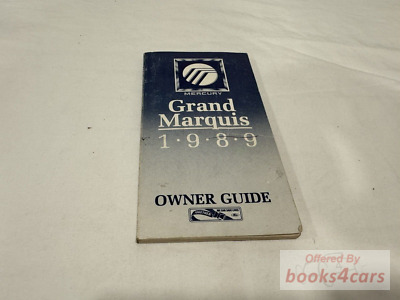 MERCURY
Grand
Marquis
1·9·8·9
OWNER GUIDE
Offered By
books4cars